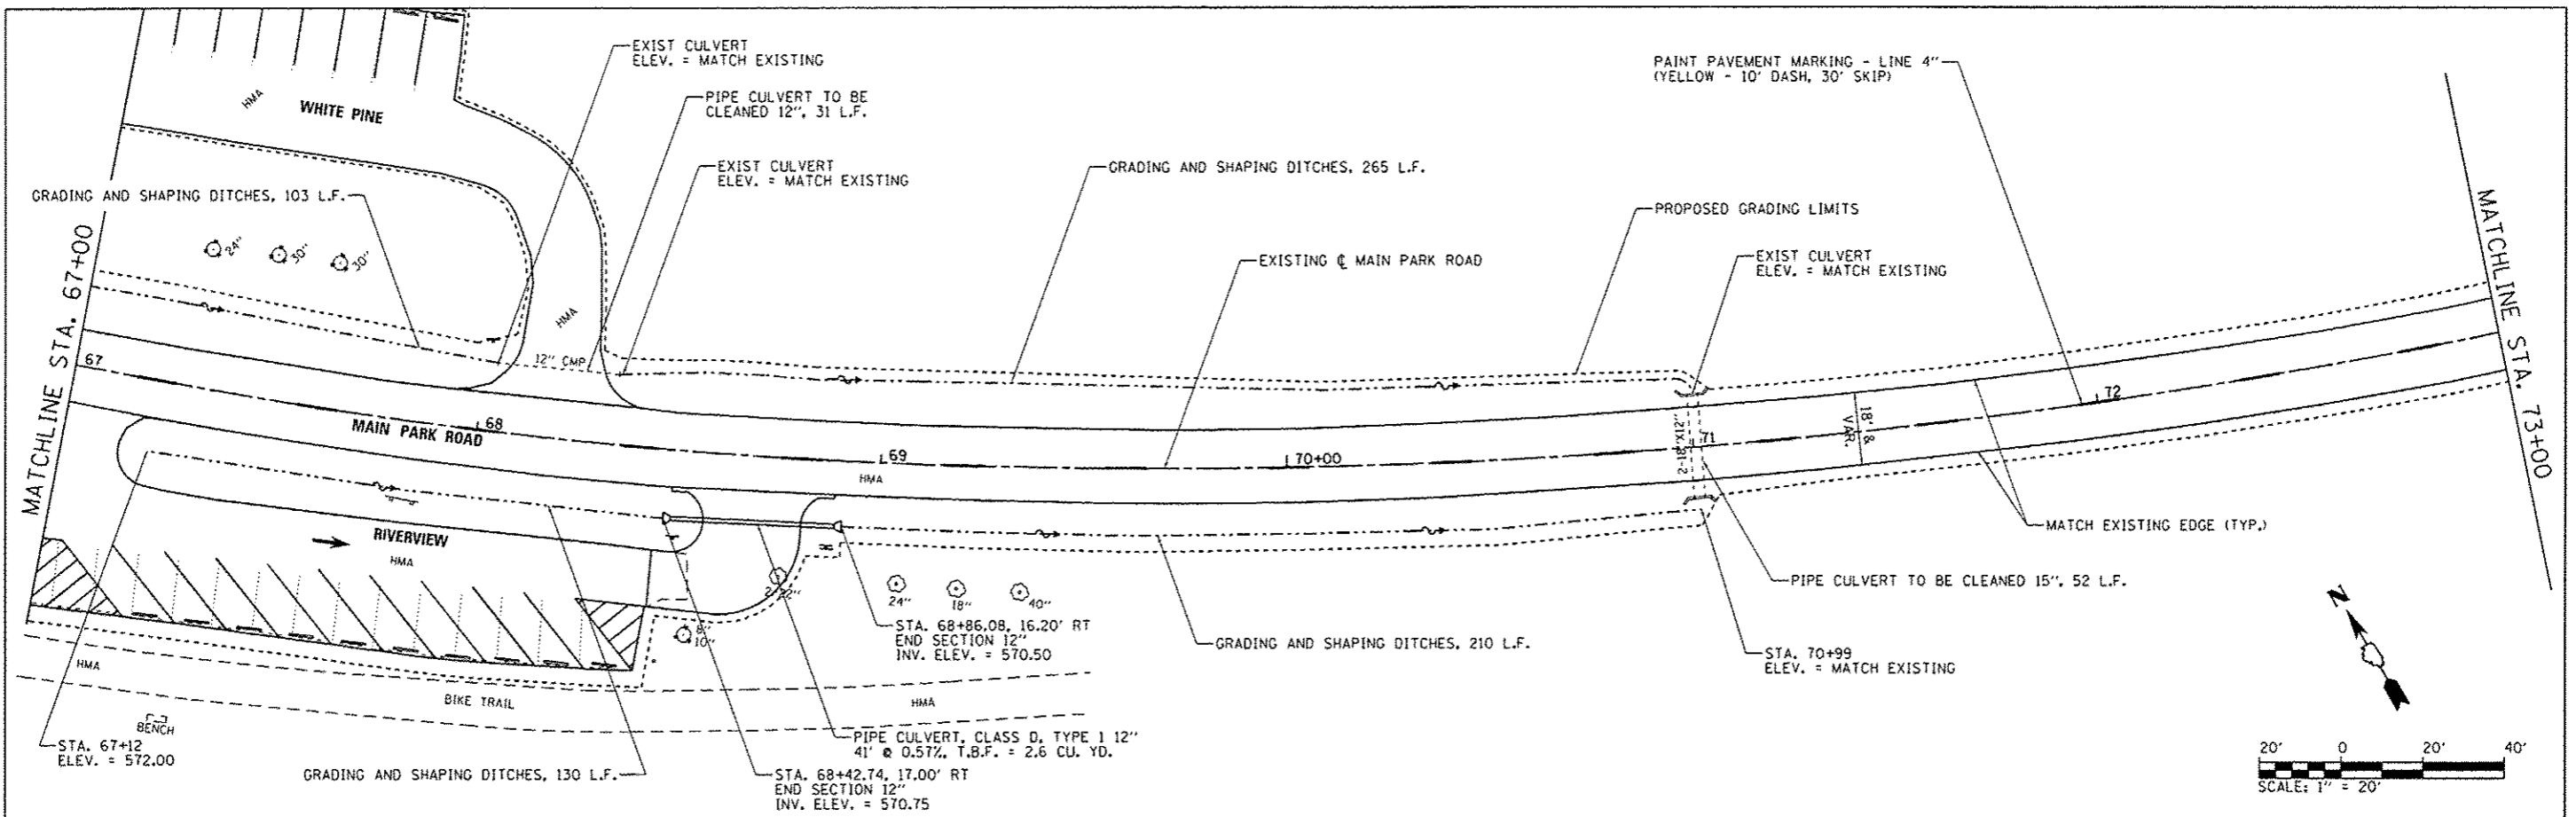 EXIST CULVERT
ELEV. = MATCH EXISTING
PAINT PAVEMENT MARKING - LINE 4"
(YELLOW - 10' DASH, 30' SKIP)
HMA
WHITE PINE
PIPE CULVERT TO BE
CLEANED 12", 31 L.F.
EXIST CULVERT
ELEV. = MATCH EXISTING
GRADING AND SHAPING DITCHES, 265 L.F.
GRADING AND SHAPING DITCHES, 103 L.F.
PROPOSED GRADING LIMITS
24"
30"
30"
EXISTING ℄ MAIN PARK ROAD
EXIST CULVERT
ELEV. = MATCH EXISTING
MATCHLINE STA. 67+00
MATCHLINE STA. 73+00
HMA
12" CMP
67
68
69
70+00
71
72
MAIN PARK ROAD
HMA
2-18"X12"
18' &
VAR.
RIVERVIEW
HMA
MATCH EXISTING EDGE (TYP.)
PIPE CULVERT TO BE CLEANED 15", 52 L.F.
24"
18"
40"
8"
10"
STA. 68+86.08, 16.20' RT
END SECTION 12"
INV. ELEV. = 570.50
GRADING AND SHAPING DITCHES, 210 L.F.
STA. 70+99
ELEV. = MATCH EXISTING
N
HMA
BIKE TRAIL
HMA
BENCH
STA. 67+12
ELEV. = 572.00
PIPE CULVERT, CLASS D, TYPE 1 12"
41' @ 0.57%, T.B.F. = 2.6 CU. YD.
GRADING AND SHAPING DITCHES, 130 L.F.
STA. 68+42.74, 17.00' RT
END SECTION 12"
INV. ELEV. = 570.75
20' 0 20' 40'
SCALE: 1" = 20'